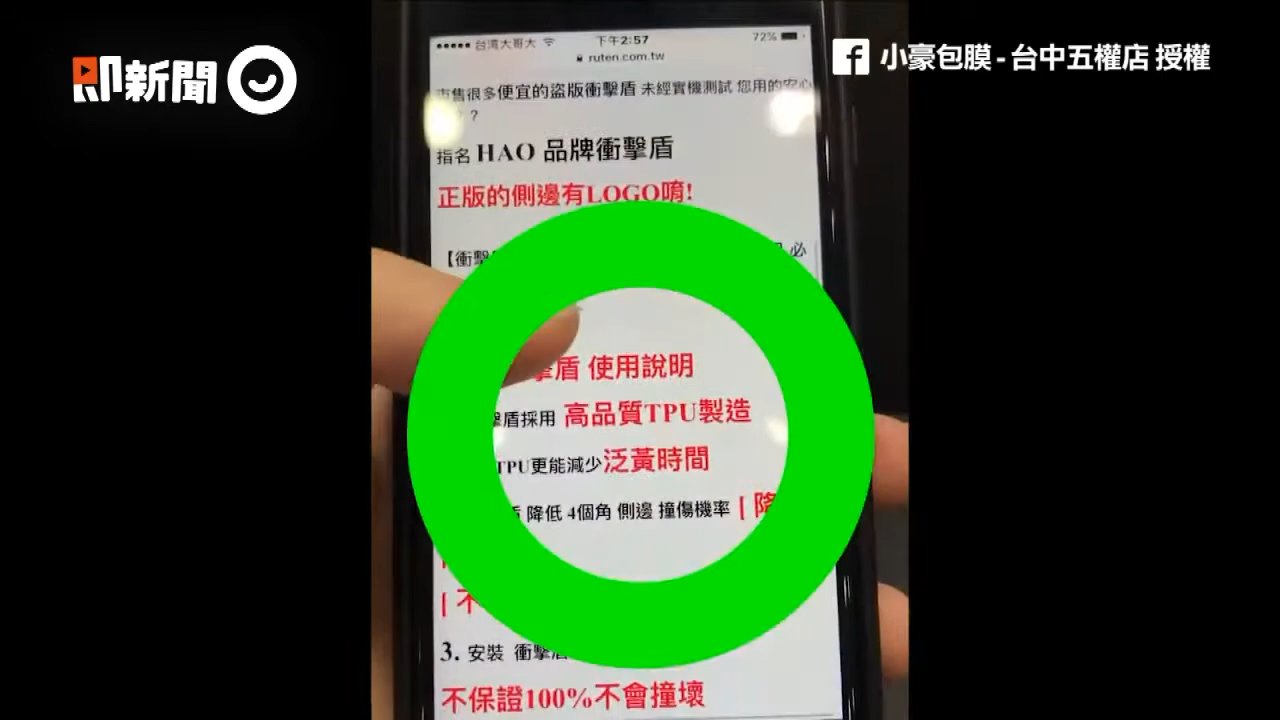 即新聞
小豪包膜-台中五權店 授權
台灣大哥大 下午2:57 72%
ruten.com.tw
市售很多便宜的盜版衝擊盾 未經實機測試 您用的安心
?
指名 HAO 品牌衝擊盾
正版的側邊有LOGO唷!
【衝擊 必
擊盾 使用說明
擊盾採用 高品質TPU製造
TPU更能減少泛黃時間
盾 降低 4個角 側邊 撞傷機率 [ 降
[ 不
3. 安裝 衝擊盾
不保證100%不會撞壞